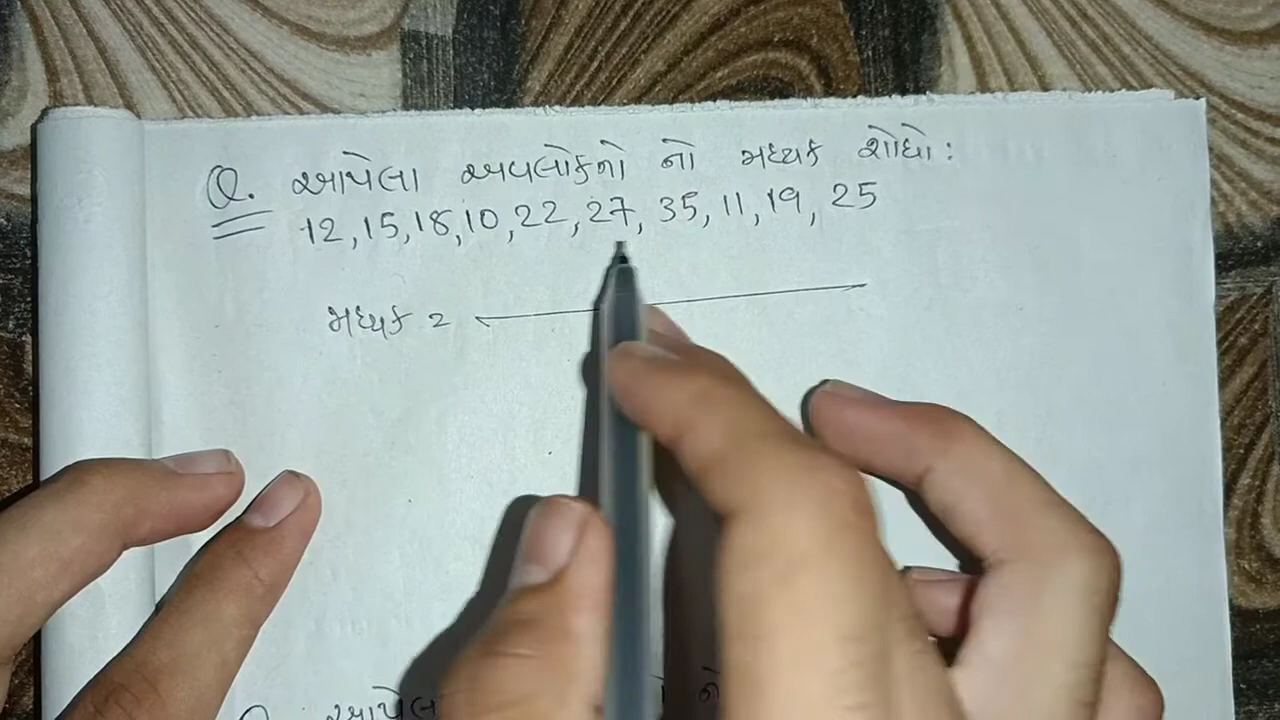 Q. આપેલા અવલોકનો નો મધ્યક શોધો:
12, 15, 18, 10, 22, 27, 35, 11, 19, 25
મધ્યક =